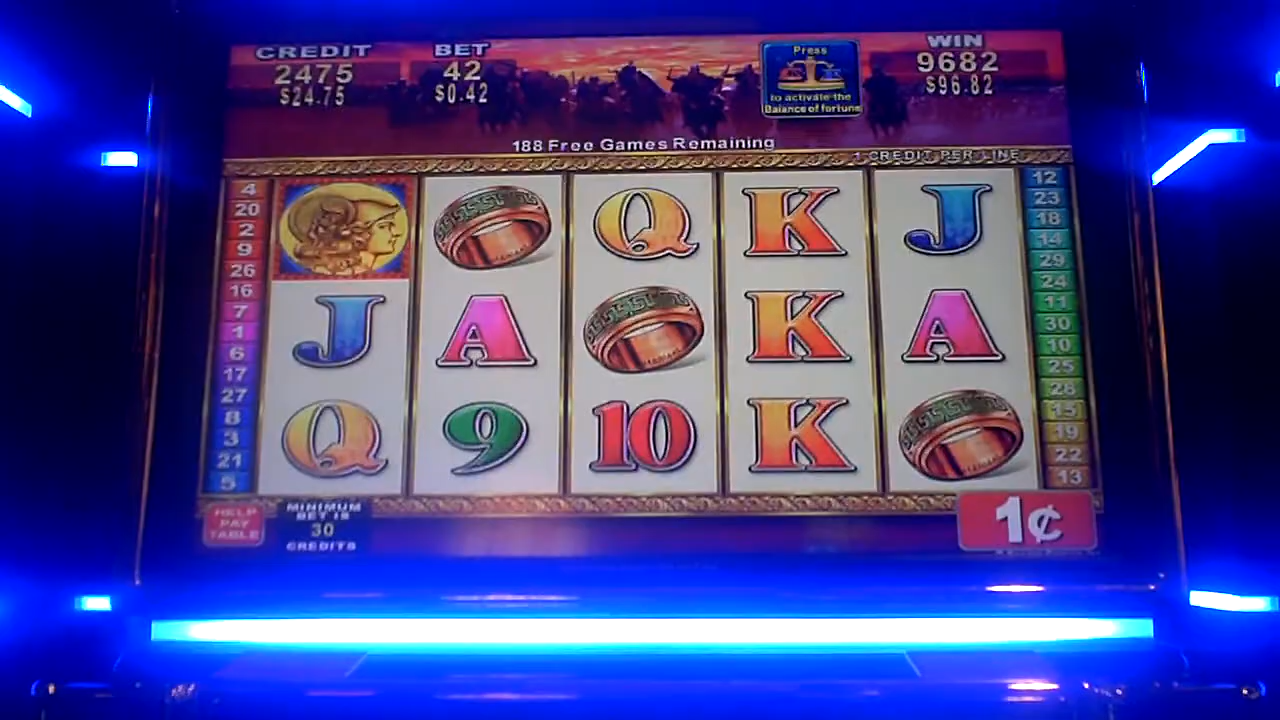 CREDIT
2475
$24.75
BET
42
$0.42
Press
to activate the
Balance of fortune
WIN
9682
$96.82
188 Free Games Remaining
1 CREDIT PER LINE
4
20
2
9
26
16
7
1
6
17
27
8
3
21
5
Q K J
J A K A
Q 9 10 K
12
23
18
14
29
24
11
30
10
25
28
15
19
22
13
HELP
PAY
TABLE
MINIMUM
BET IS
30
CREDITS
1¢